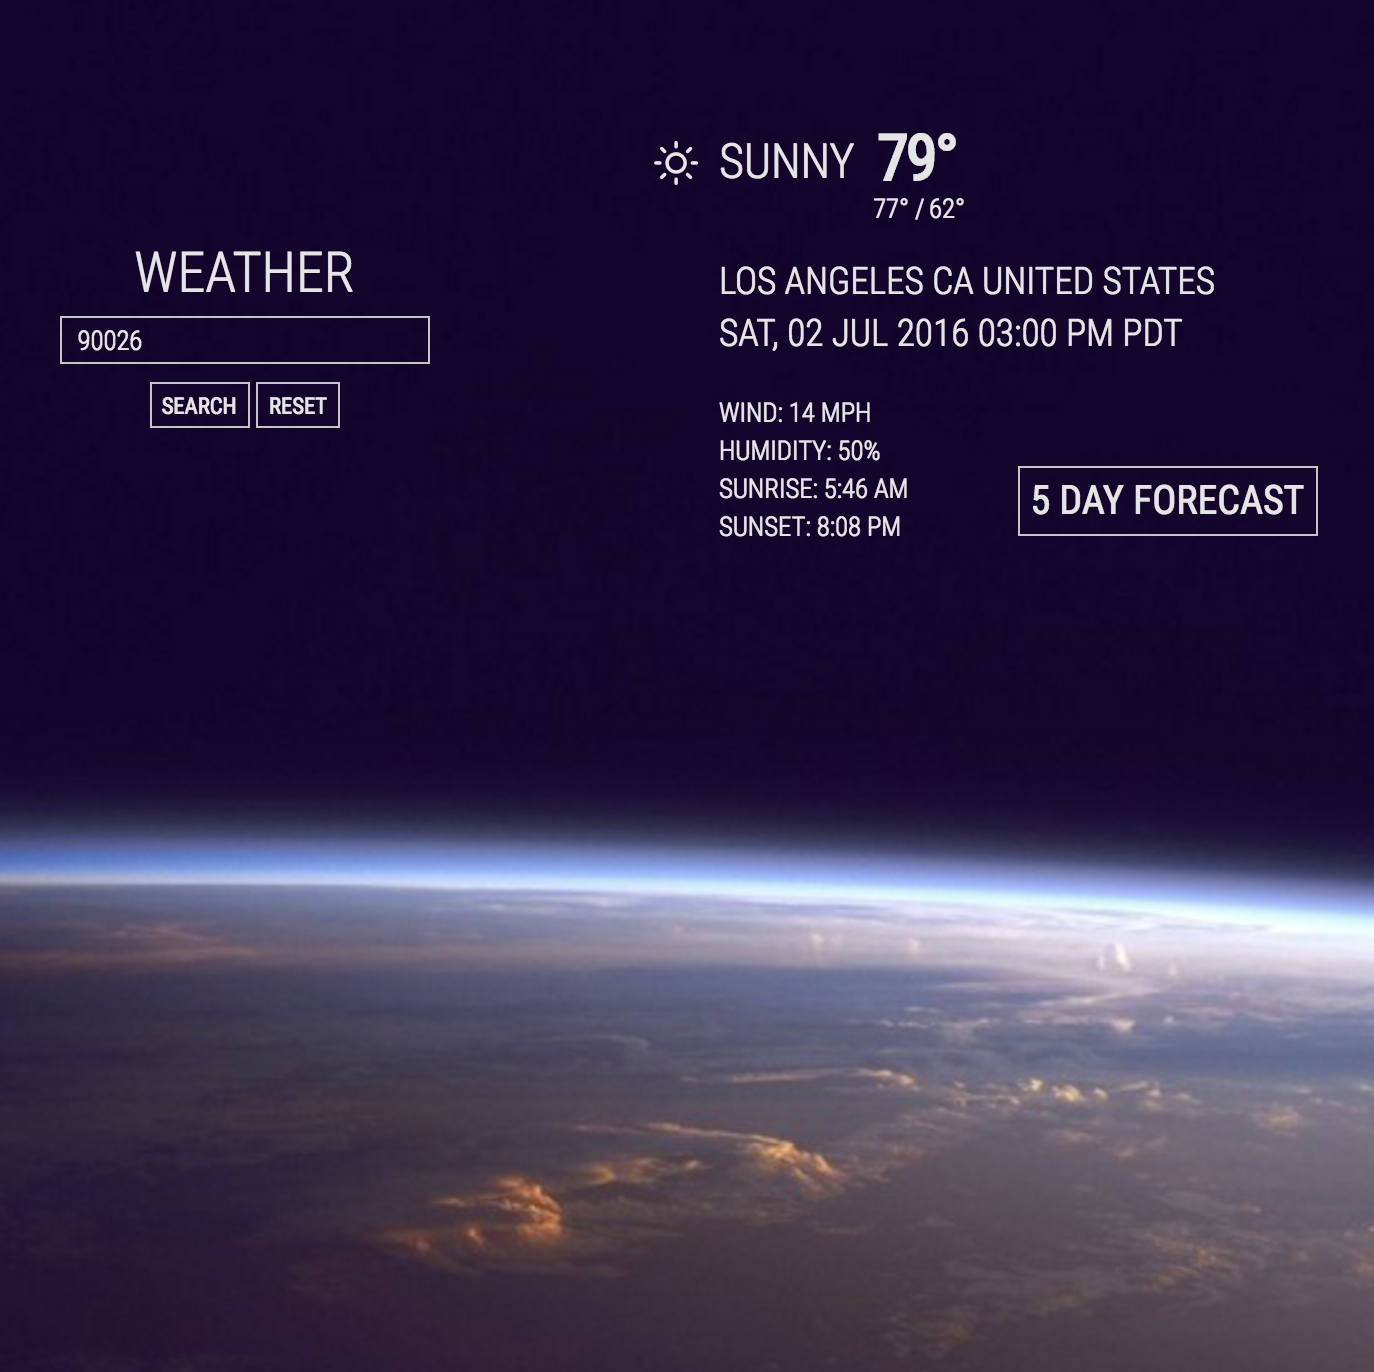 WEATHER
90026
SEARCH RESET
SUNNY 79°
77° / 62°
LOS ANGELES CA UNITED STATES
SAT, 02 JUL 2016 03:00 PM PDT
WIND: 14 MPH
HUMIDITY: 50%
SUNRISE: 5:46 AM
SUNSET: 8:08 PM
5 DAY FORECAST